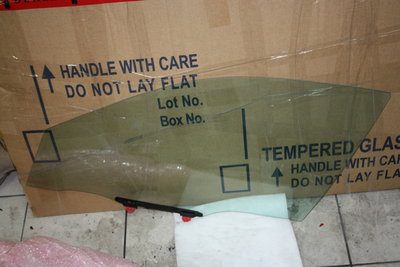 HANDLE WITH CARE
DO NOT LAY FLAT
Lot No.
Box No.
TEMPERED GLAS
HANDLE WITH CA
DO NOT LAY FLA